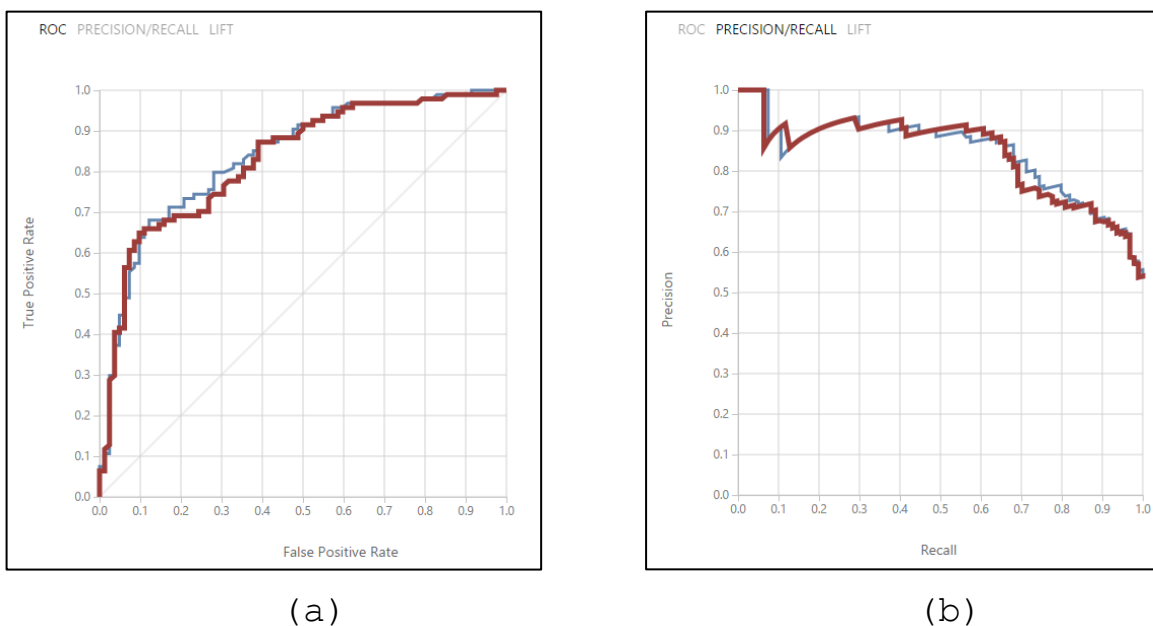 ROC PRECISION/RECALL LIFT
1.0
0.9
0.8
0.7
0.6
0.5
0.4
0.3
0.2
0.1
0.0
0.0 0.1 0.2 0.3 0.4 0.5 0.6 0.7 0.8 0.9 1.0
True Positive Rate
False Positive Rate
(a)
ROC PRECISION/RECALL LIFT
1.0
0.9
0.8
0.7
0.6
0.5
0.4
0.3
0.2
0.1
0.0
0.0 0.1 0.2 0.3 0.4 0.5 0.6 0.7 0.8 0.9 1.0
Precision
Recall
(b)